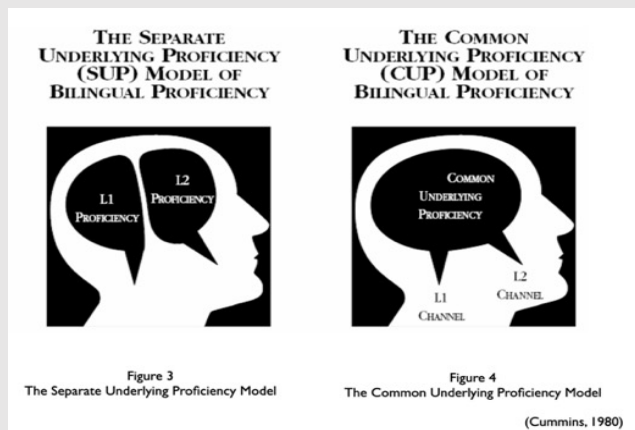 THE SEPARATE
UNDERLYING PROFICIENCY
(SUP) MODEL OF
BILINGUAL PROFICIENCY
L1
PROFICIENCY
L2
PROFICIENCY
Figure 3
The Separate Underlying Proficiency Model
THE COMMON
UNDERLYING PROFICIENCY
(CUP) MODEL OF
BILINGUAL PROFICIENCY
COMMON
UNDERLYING
PROFICIENCY
L1
CHANNEL
L2
CHANNEL
Figure 4
The Common Underlying Proficiency Model
(Cummins, 1980)